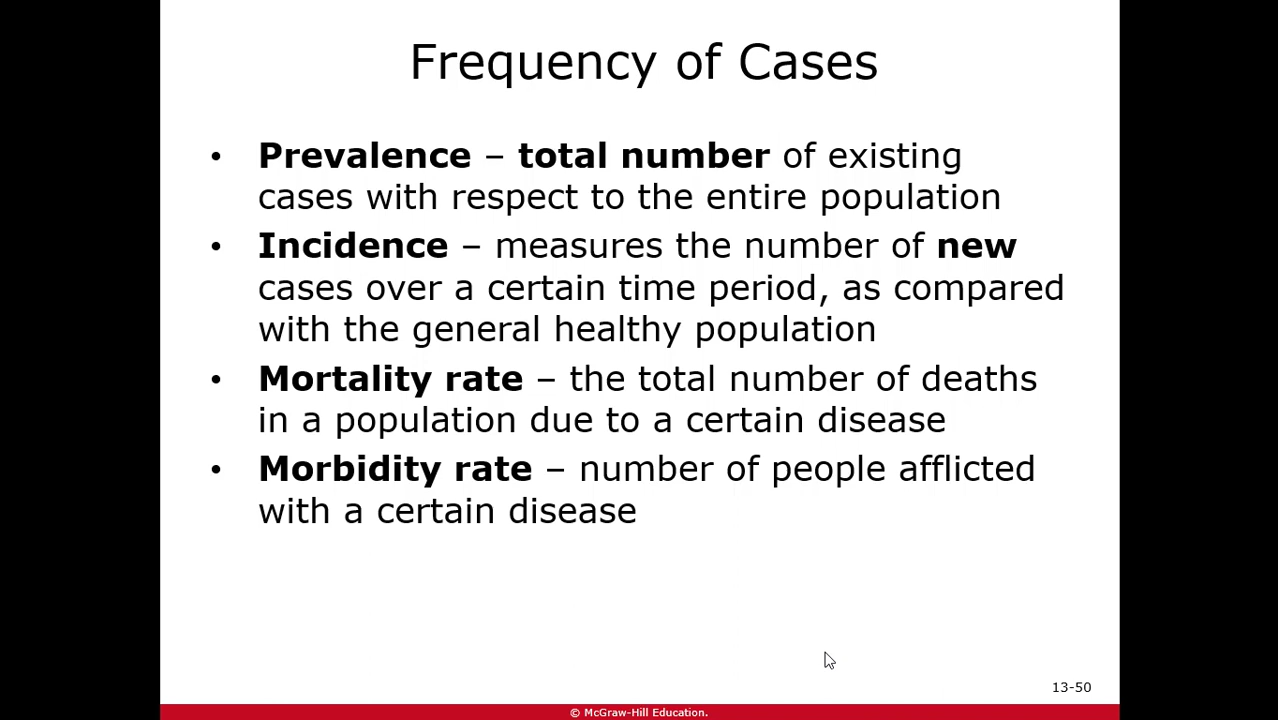 Frequency of Cases
• Prevalence – total number of existing
cases with respect to the entire population
• Incidence – measures the number of new
cases over a certain time period, as compared
with the general healthy population
• Mortality rate – the total number of deaths
in a population due to a certain disease
• Morbidity rate – number of people afflicted
with a certain disease
13-50
© McGraw-Hill Education.